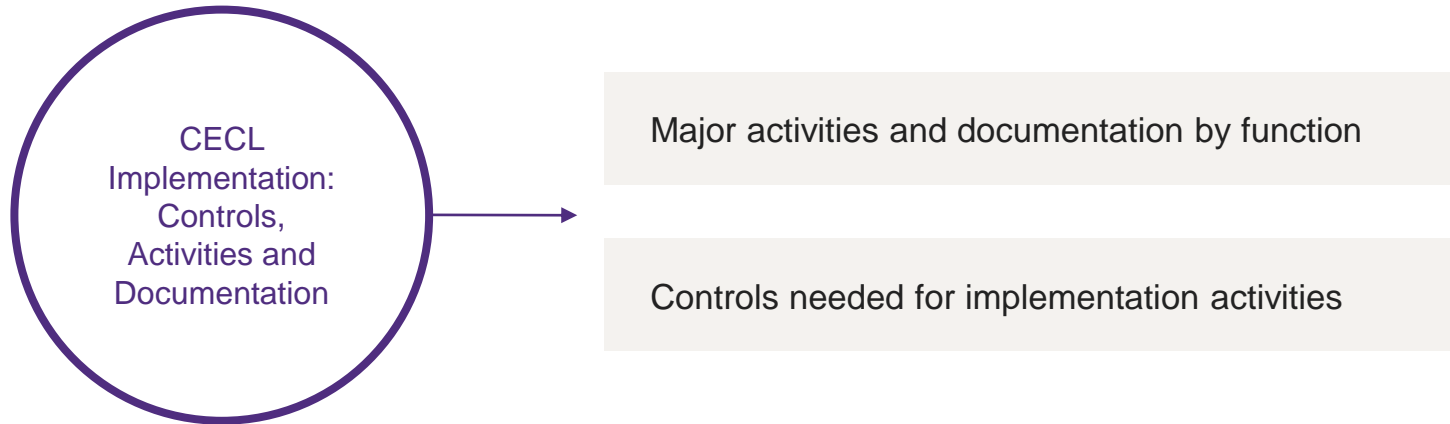 CECL
Implementation:
Controls,
Activities and
Documentation
Major activities and documentation by function
Controls needed for implementation activities